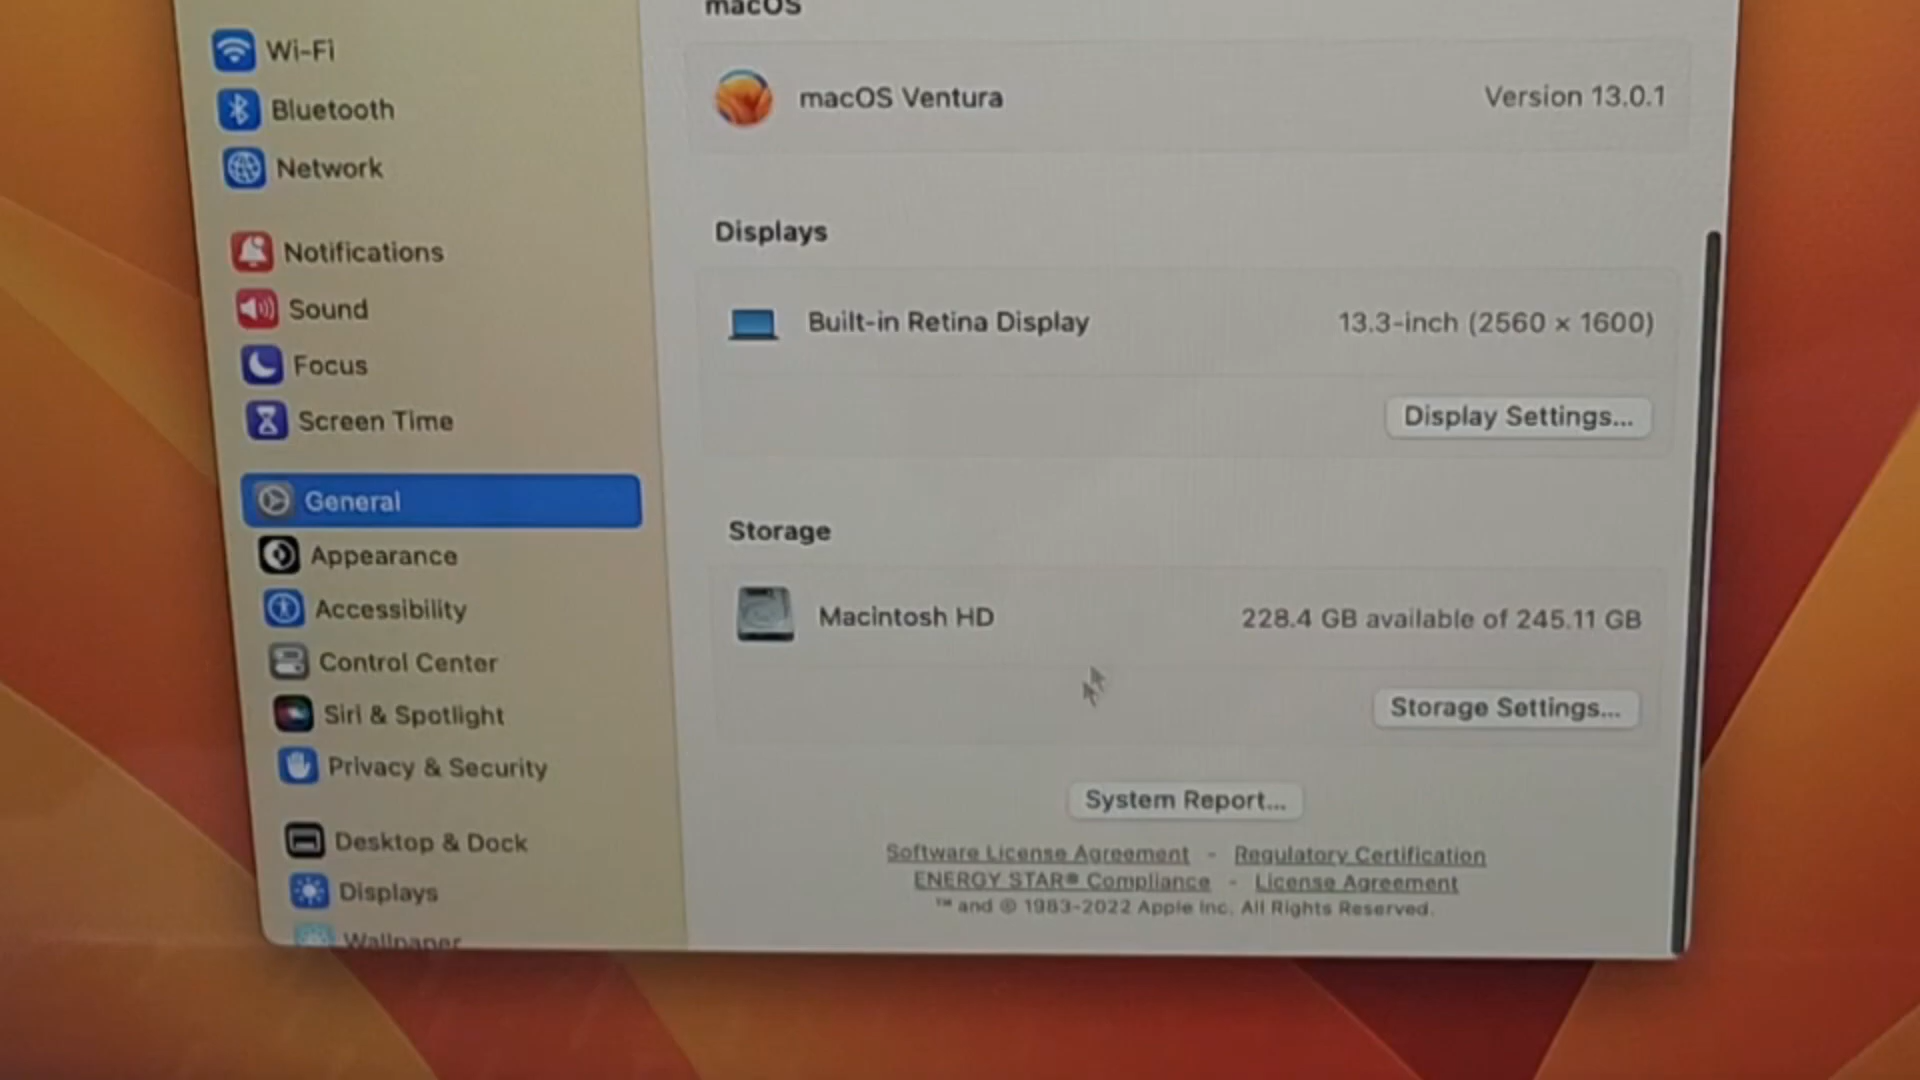 macOS
Wi-Fi
Bluetooth
Network
Notifications
Sound
Focus
Screen Time
General
Appearance
Accessibility
Control Center
Siri & Spotlight
Privacy & Security
Desktop & Dock
Displays
Wallpaper
macOS Ventura Version 13.0.1
Displays
Built-in Retina Display 13.3-inch (2560 × 1600)
Display Settings...
Storage
Macintosh HD 228.4 GB available of 245.11 GB
Storage Settings...
System Report...
Software License Agreement - Regulatory Certification
ENERGY STAR® Compliance - License Agreement
™ and © 1983-2022 Apple Inc. All Rights Reserved.